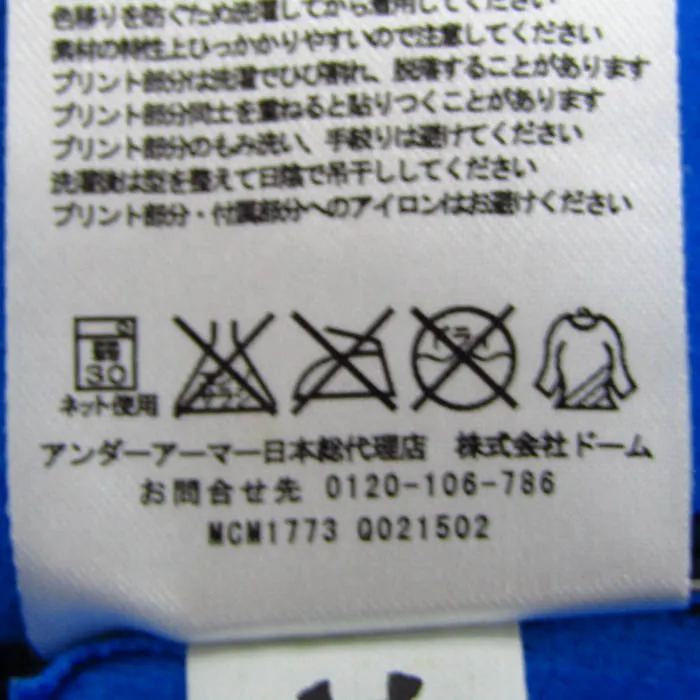 色移りを防ぐため洗濯してから着用してください
素材の特性上ひっかかりやすいので注意してください
プリント部分は洗濯でひび割れ、脱落することがあります
プリント部分同士を重ねると貼りつくことがあります
プリント部分のもみ洗い、手絞りは避けてください
洗濯後は型を整えて日陰で吊干ししてください
プリント部分・付属部分へのアイロンはお避けください
弱
30
エンソ
サラシ
ドライ
ネット使用
アンダーアーマー日本総代理店 株式会社ドーム
お問合せ先 0120-106-786
MCM1773 Q021502